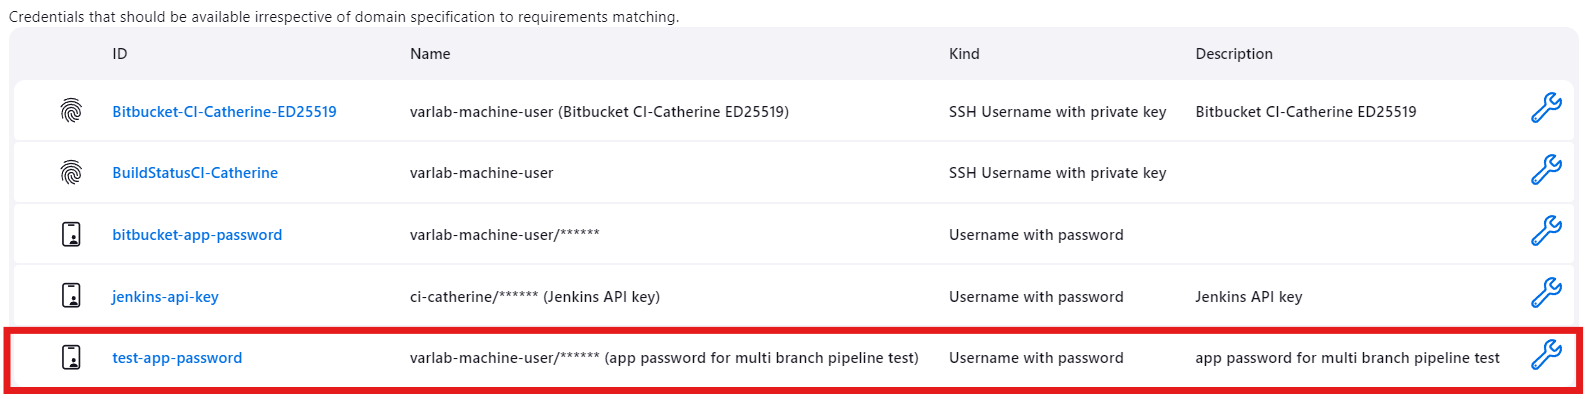 Credentials that should be available irrespective of domain specification to requirements matching.
ID Name Kind Description
Bitbucket-CI-Catherine-ED25519 varlab-machine-user (Bitbucket CI-Catherine ED25519) SSH Username with private key Bitbucket CI-Catherine ED25519
BuildStatusCI-Catherine varlab-machine-user SSH Username with private key
bitbucket-app-password varlab-machine-user/****** Username with password
jenkins-api-key ci-catherine/****** (Jenkins API key) Username with password Jenkins API key
test-app-password varlab-machine-user/****** (app password for multi branch pipeline test) Username with password app password for multi branch pipeline test